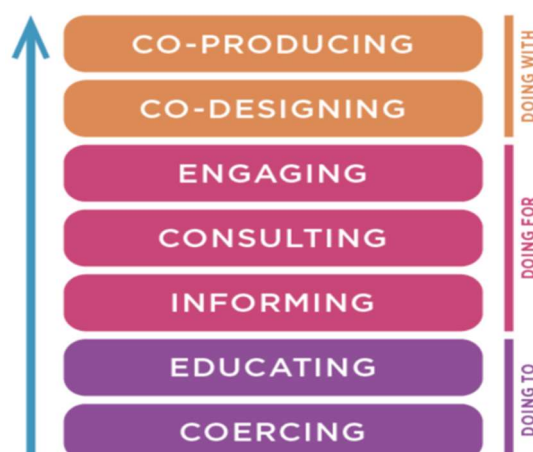 CO-PRODUCING
CO-DESIGNING
DOING WITH
ENGAGING
CONSULTING
INFORMING
DOING FOR
EDUCATING
COERCING
DOING TO